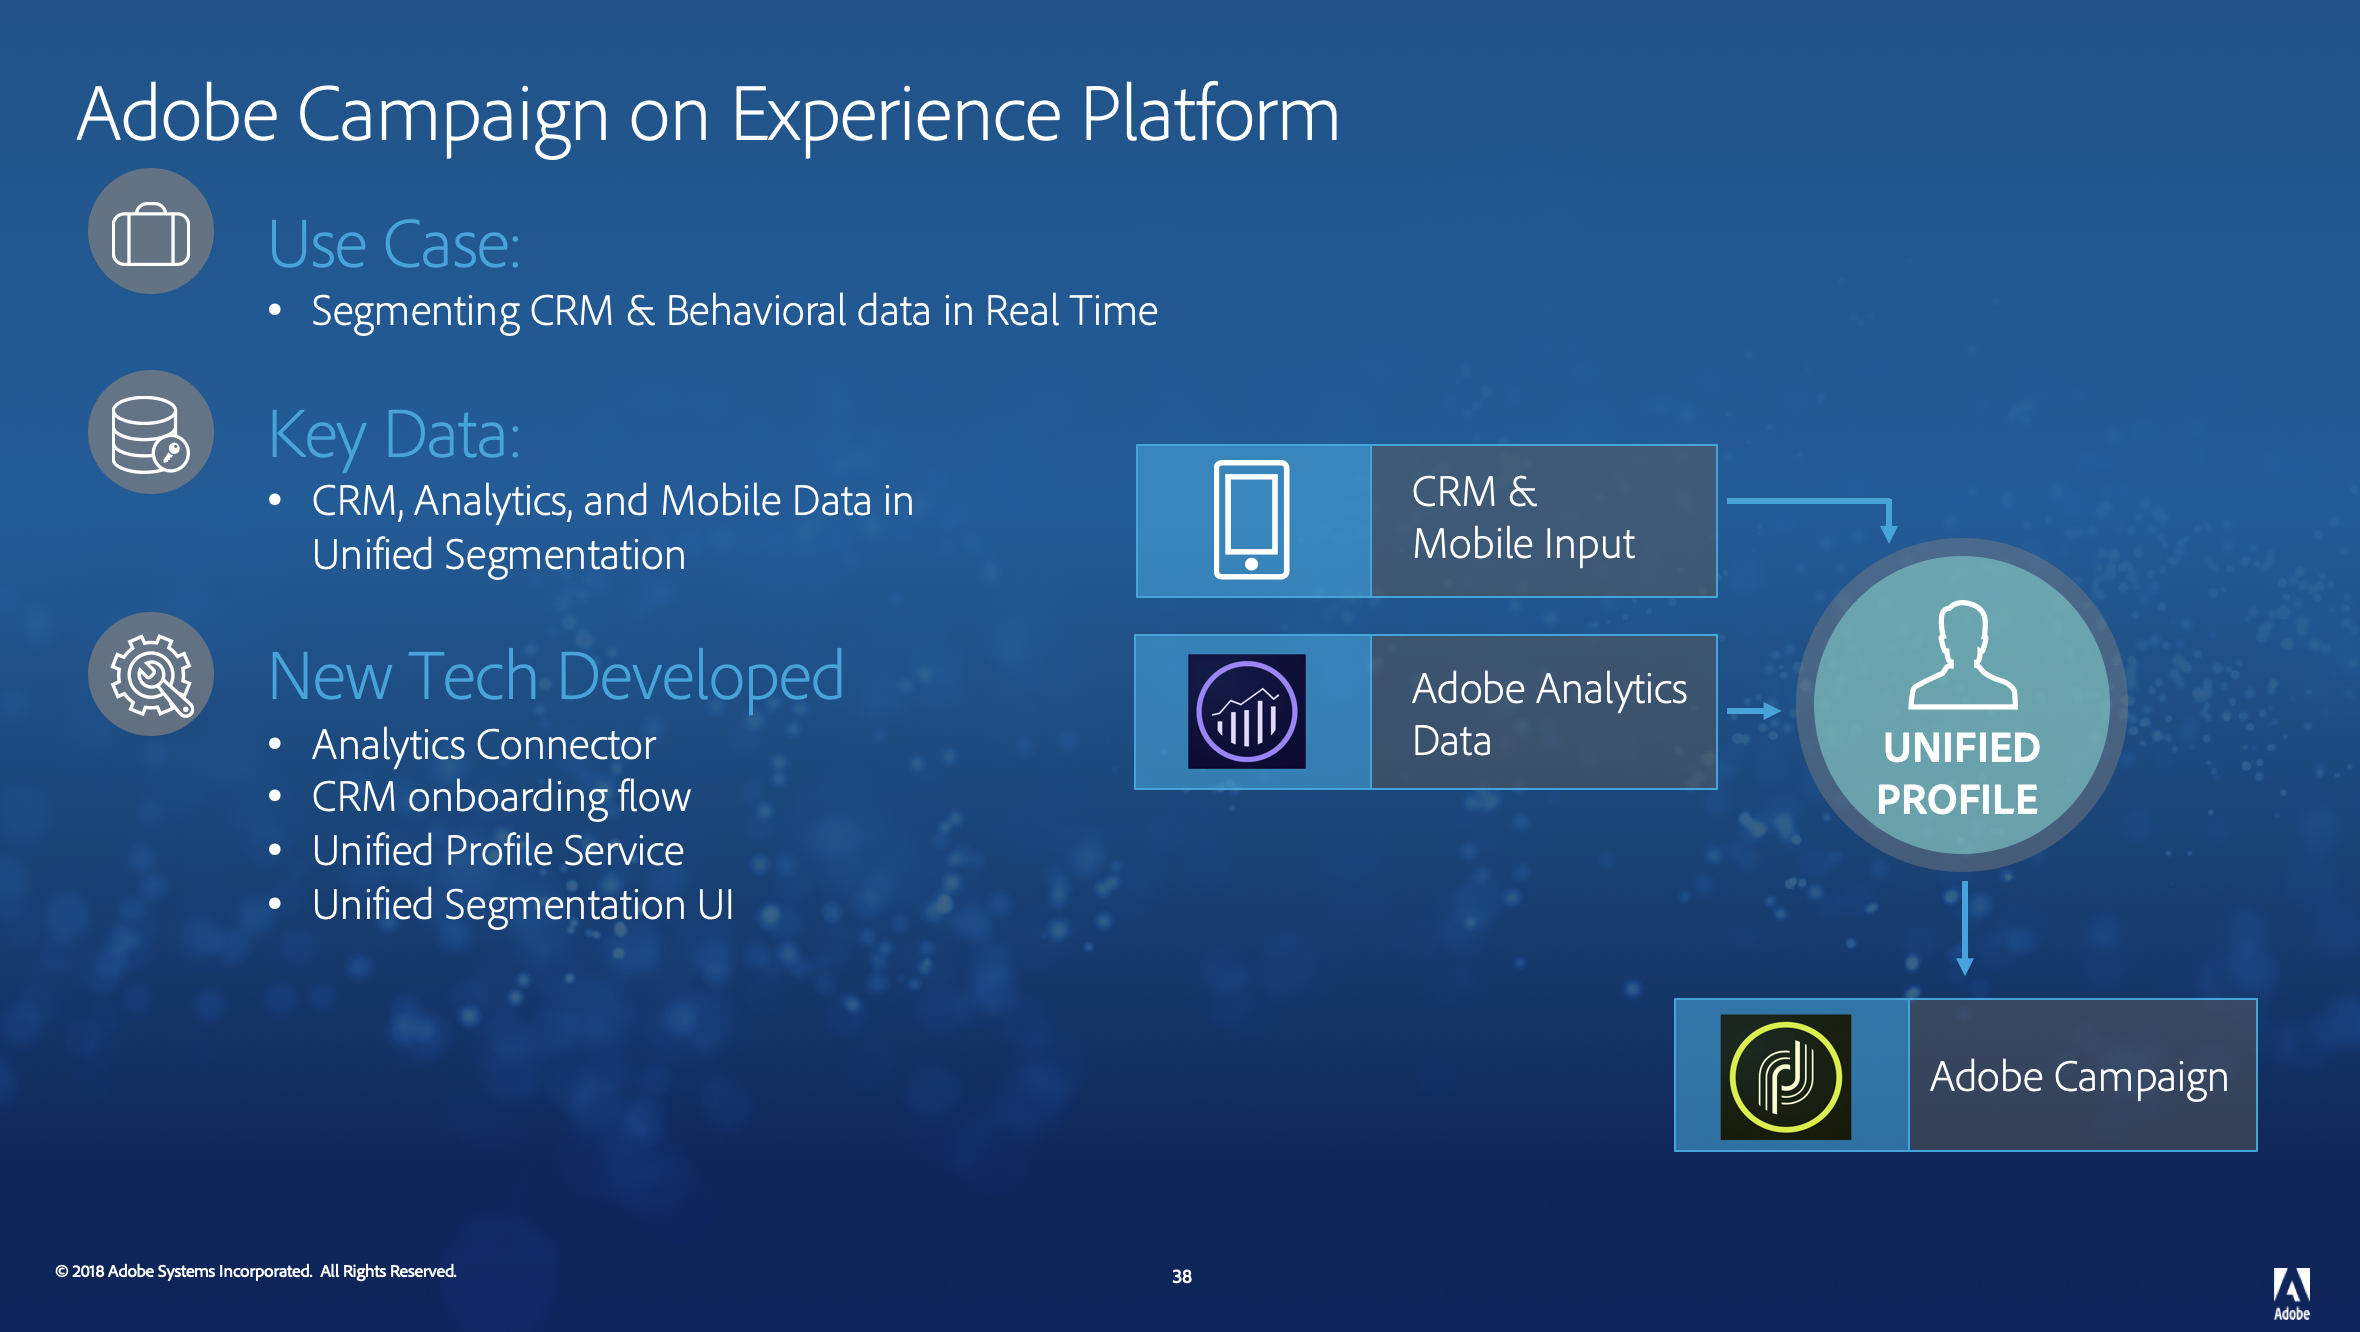 Adobe Campaign on Experience Platform
Use Case:
• Segmenting CRM & Behavioral data in Real Time
Key Data:
• CRM, Analytics, and Mobile Data in
Unified Segmentation
New Tech Developed
• Analytics Connector
• CRM onboarding flow
• Unified Profile Service
• Unified Segmentation UI
CRM &
Mobile Input
Adobe Analytics
Data
UNIFIED
PROFILE
Adobe Campaign
© 2018 Adobe Systems Incorporated. All Rights Reserved.
38
Adobe